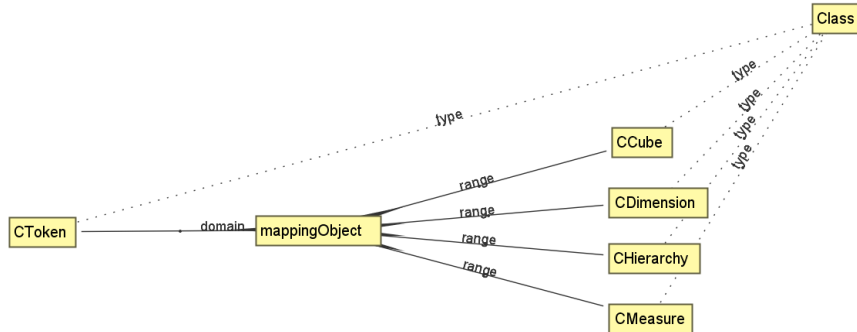 Class
type
type
type
type
type
CCube
range
CDimension
range
CToken
domain
mappingObject
range
CHierarchy
range
CMeasure